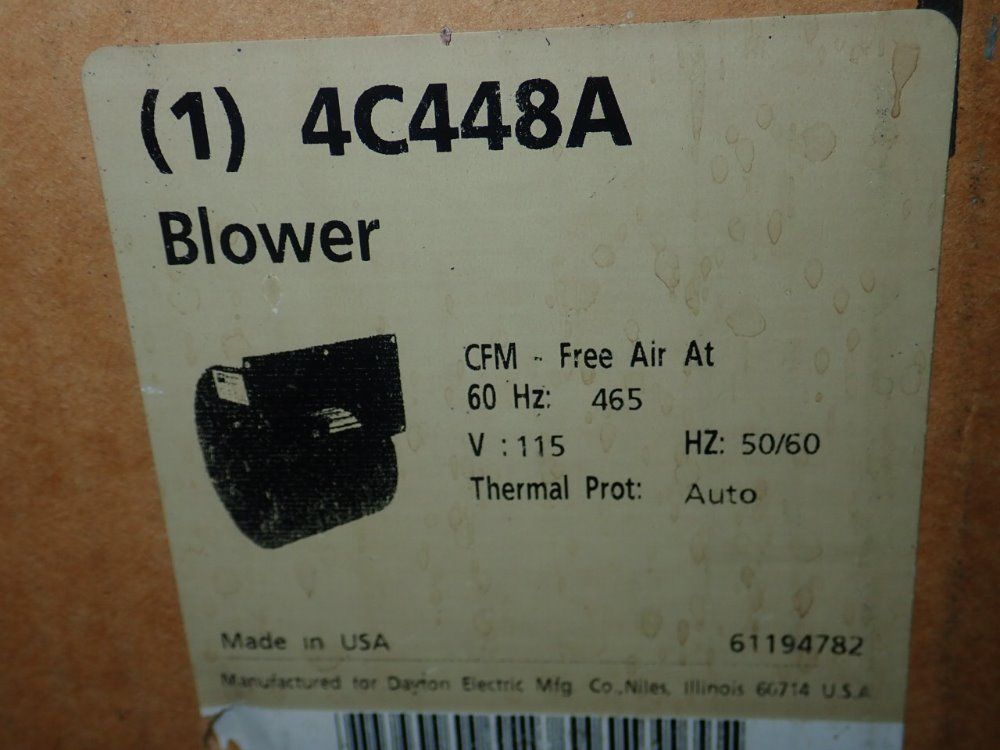 (1) 4C448A
Blower
CFM - Free Air At
60 Hz: 465
V : 115 HZ: 50/60
Thermal Prot: Auto
Made in USA 61194782
Manufactured for Dayton Electric Mfg. Co., Niles, Illinois 60714 U.S.A.